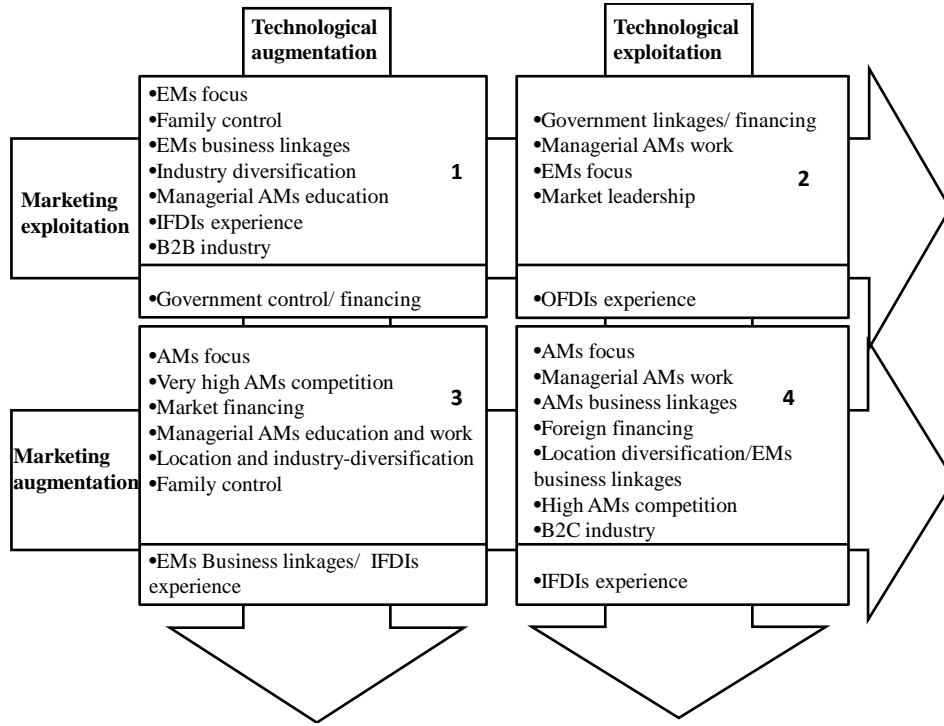 Technological
augmentation
Technological
exploitation
Marketing
exploitation
•EMs focus
•Family control
•EMs business linkages
•Industry diversification
•Managerial AMs education
•IFDIs experience
•B2B industry
1
•Government control/ financing
•Government linkages/ financing
•Managerial AMs work
•EMs focus
•Market leadership
2
•OFDIs experience
Marketing
augmentation
•AMs focus
•Very high AMs competition
•Market financing
•Managerial AMs education and work
•Location and industry-diversification
•Family control
3
•EMs Business linkages/ IFDIs
experience
•AMs focus
•Managerial AMs work
•AMs business linkages
•Foreign financing
•Location diversification/EMs
business linkages
•High AMs competition
•B2C industry
4
•IFDIs experience